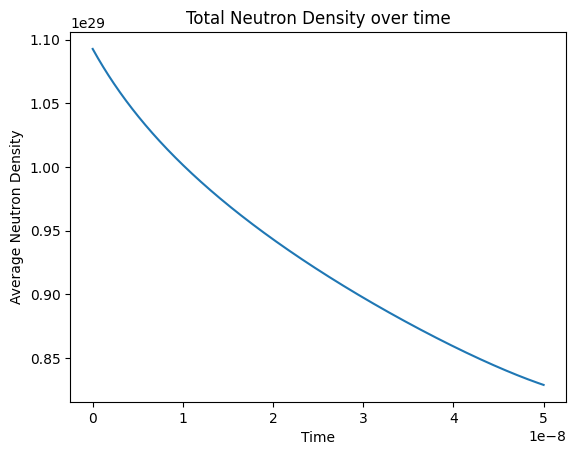 Total Neutron Density over time
1e29
1.10
1.05
1.00
0.95
0.90
0.85
Average Neutron Density
0 1 2 3 4 5
1e−8
Time